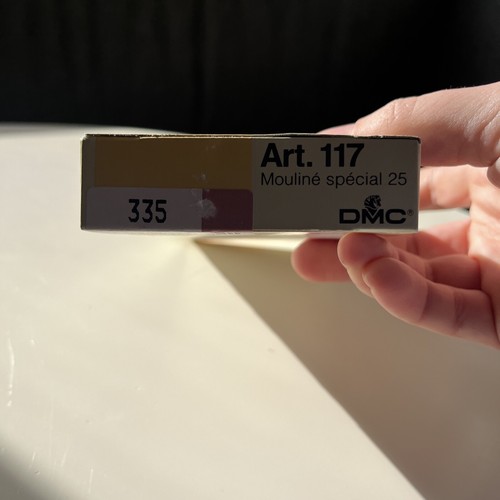 Art. 117
Mouliné spécial 25
335
DMC®